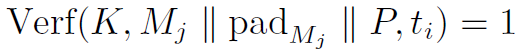 Verf(K, M_j ∥ pad_{M_j} ∥ P, t_i) = 1